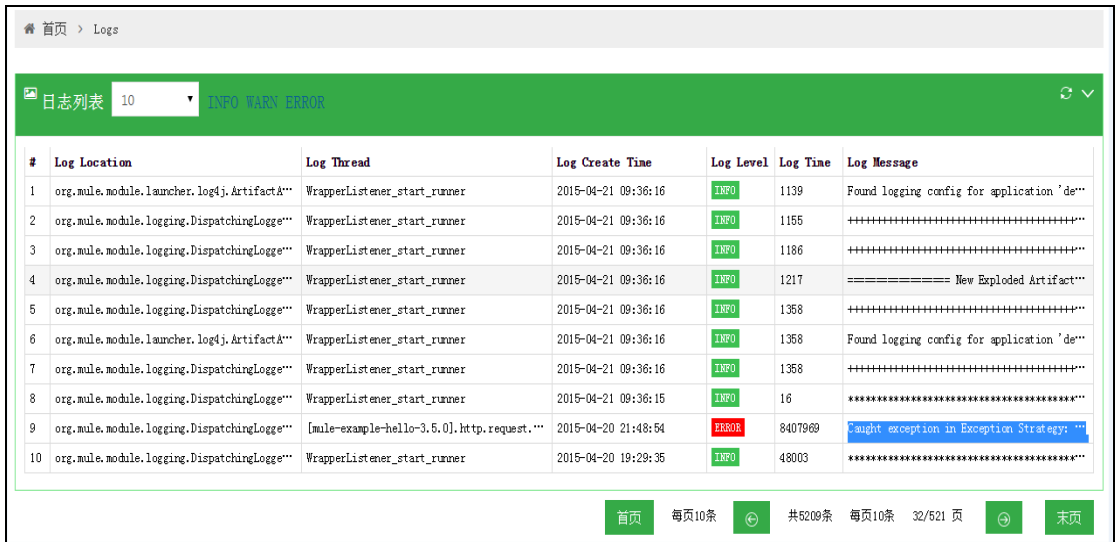 首页 > Logs
日志列表 10 INFO WARN ERROR
# Log Location Log Thread Log Create Time Log Level Log Time Log Message
1 org.mule.module.launcher.log4j.ArtifactA… WrapperListener_start_runner 2015-04-21 09:36:16 INFO 1139 Found logging config for application 'de…
2 org.mule.module.logging.DispatchingLogge… WrapperListener_start_runner 2015-04-21 09:36:16 INFO 1155 ++++++++++++++++++++++++++++++++++++++++…
3 org.mule.module.logging.DispatchingLogge… WrapperListener_start_runner 2015-04-21 09:36:16 INFO 1186 ++++++++++++++++++++++++++++++++++++++++…
4 org.mule.module.logging.DispatchingLogge… WrapperListener_start_runner 2015-04-21 09:36:16 INFO 1217 ================== New Exploded Artifact…
5 org.mule.module.logging.DispatchingLogge… WrapperListener_start_runner 2015-04-21 09:36:16 INFO 1358 ++++++++++++++++++++++++++++++++++++++++…
6 org.mule.module.launcher.log4j.ArtifactA… WrapperListener_start_runner 2015-04-21 09:36:16 INFO 1358 Found logging config for application 'de…
7 org.mule.module.logging.DispatchingLogge… WrapperListener_start_runner 2015-04-21 09:36:16 INFO 1358 ++++++++++++++++++++++++++++++++++++++++…
8 org.mule.module.logging.DispatchingLogge… WrapperListener_start_runner 2015-04-21 09:36:15 INFO 16 ****************************************…
9 org.mule.module.logging.DispatchingLogge… [mule-example-hello-3.5.0].http.request.… 2015-04-20 21:48:54 ERROR 8407969 Caught exception in Exception Strategy: …
10 org.mule.module.logging.DispatchingLogge… WrapperListener_start_runner 2015-04-20 19:29:35 INFO 48003 ****************************************…
首页 每页10条 共5209条 每页10条 32/521 页 末页